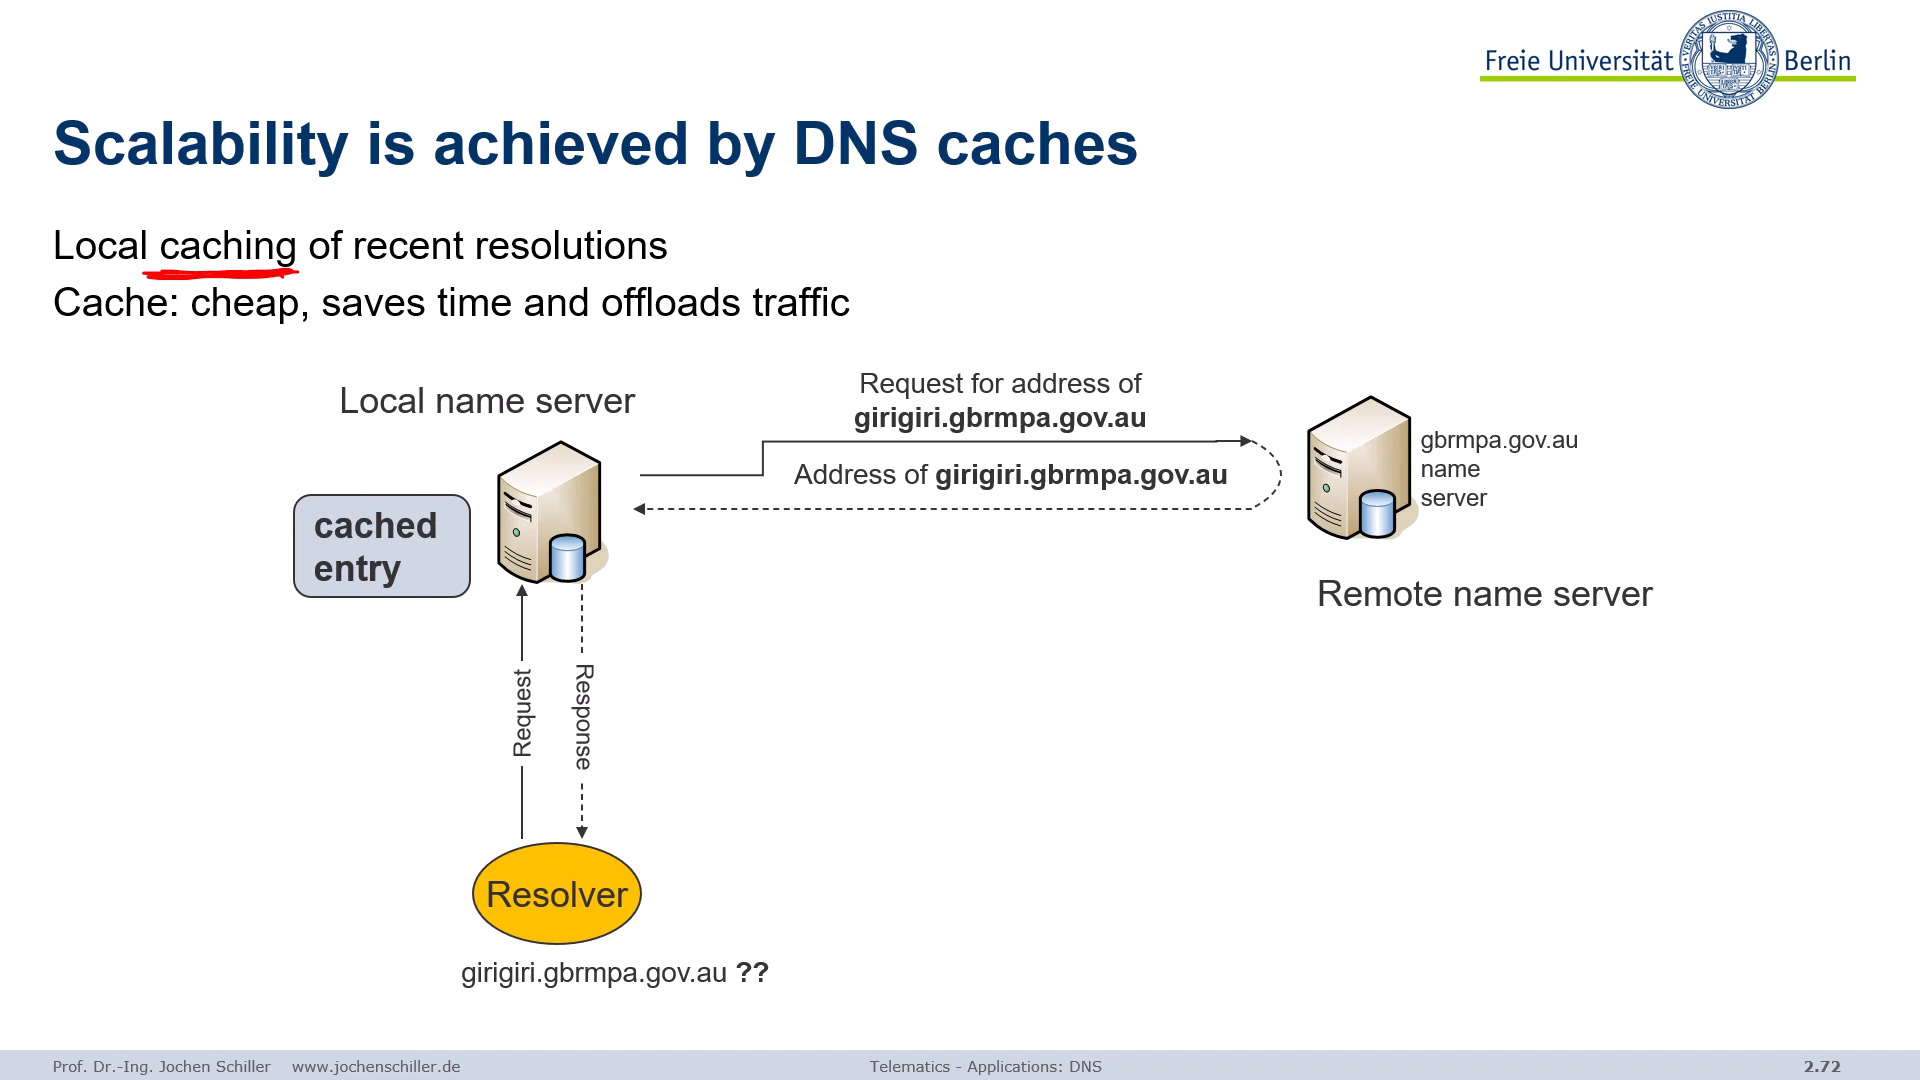 Freie Universität Berlin
Scalability is achieved by DNS caches
Local caching of recent resolutions
Cache: cheap, saves time and offloads traffic
Local name server
Request for address of
girigiri.gbrmpa.gov.au
Address of girigiri.gbrmpa.gov.au
gbrmpa.gov.au
name
server
cached
entry
Remote name server
Request
Response
Resolver
girigiri.gbrmpa.gov.au ??
Prof. Dr.-Ing. Jochen Schiller www.jochenschiller.de
Telematics - Applications: DNS
2.72